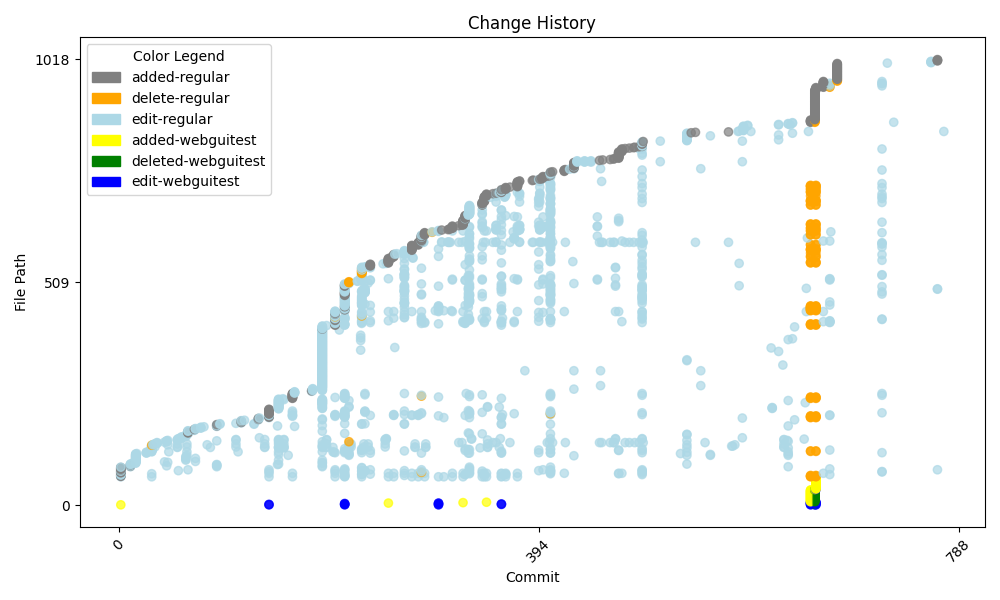 Change History
1018
Color Legend
added-regular
delete-regular
edit-regular
added-webguitest
deleted-webguitest
edit-webguitest
File Path
509
0
0
394
788
Commit